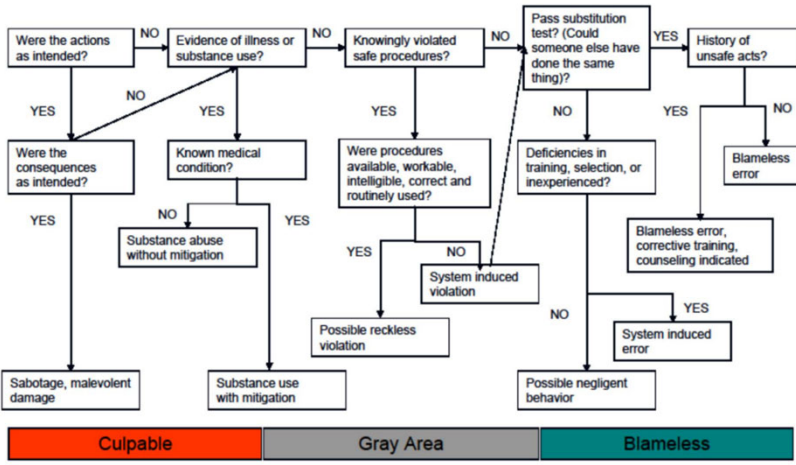 Were the actions
as intended?
NO
Evidence of illness or
substance use?
NO
Knowingly violated
safe procedures?
NO
Pass substitution
test? (Could
someone else have
done the same
thing)?
YES
History of
unsafe acts?
YES
NO
YES
YES
NO
YES
NO
Were the
consequences
as intended?
Known medical
condition?
Were procedures
available, workable,
intelligible, correct and
routinely used?
Deficiencies in
training, selection, or
inexperienced?
Blameless
error
YES
NO
YES
Substance abuse
without mitigation
YES
NO
System induced
violation
Blameless error,
corrective training,
counseling indicated
NO
YES
Possible reckless
violation
System induced
error
Sabotage, malevolent
damage
Substance use
with mitigation
Possible negligent
behavior
Culpable
Gray Area
Blameless